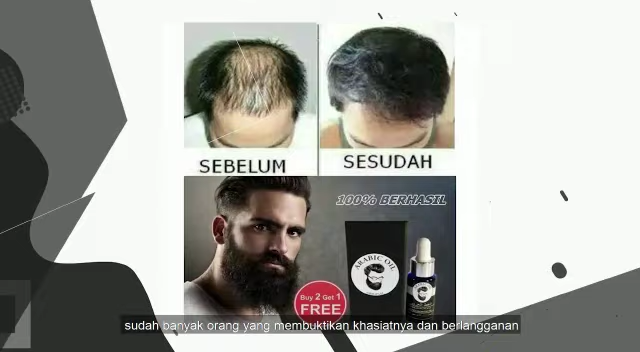 SEBELUM
SESUDAH
100% BERHASIL
ARABIC OIL
Buy 2 Get 1
FREE
sudah banyak orang yang membuktikan khasiatnya dan berlangganan